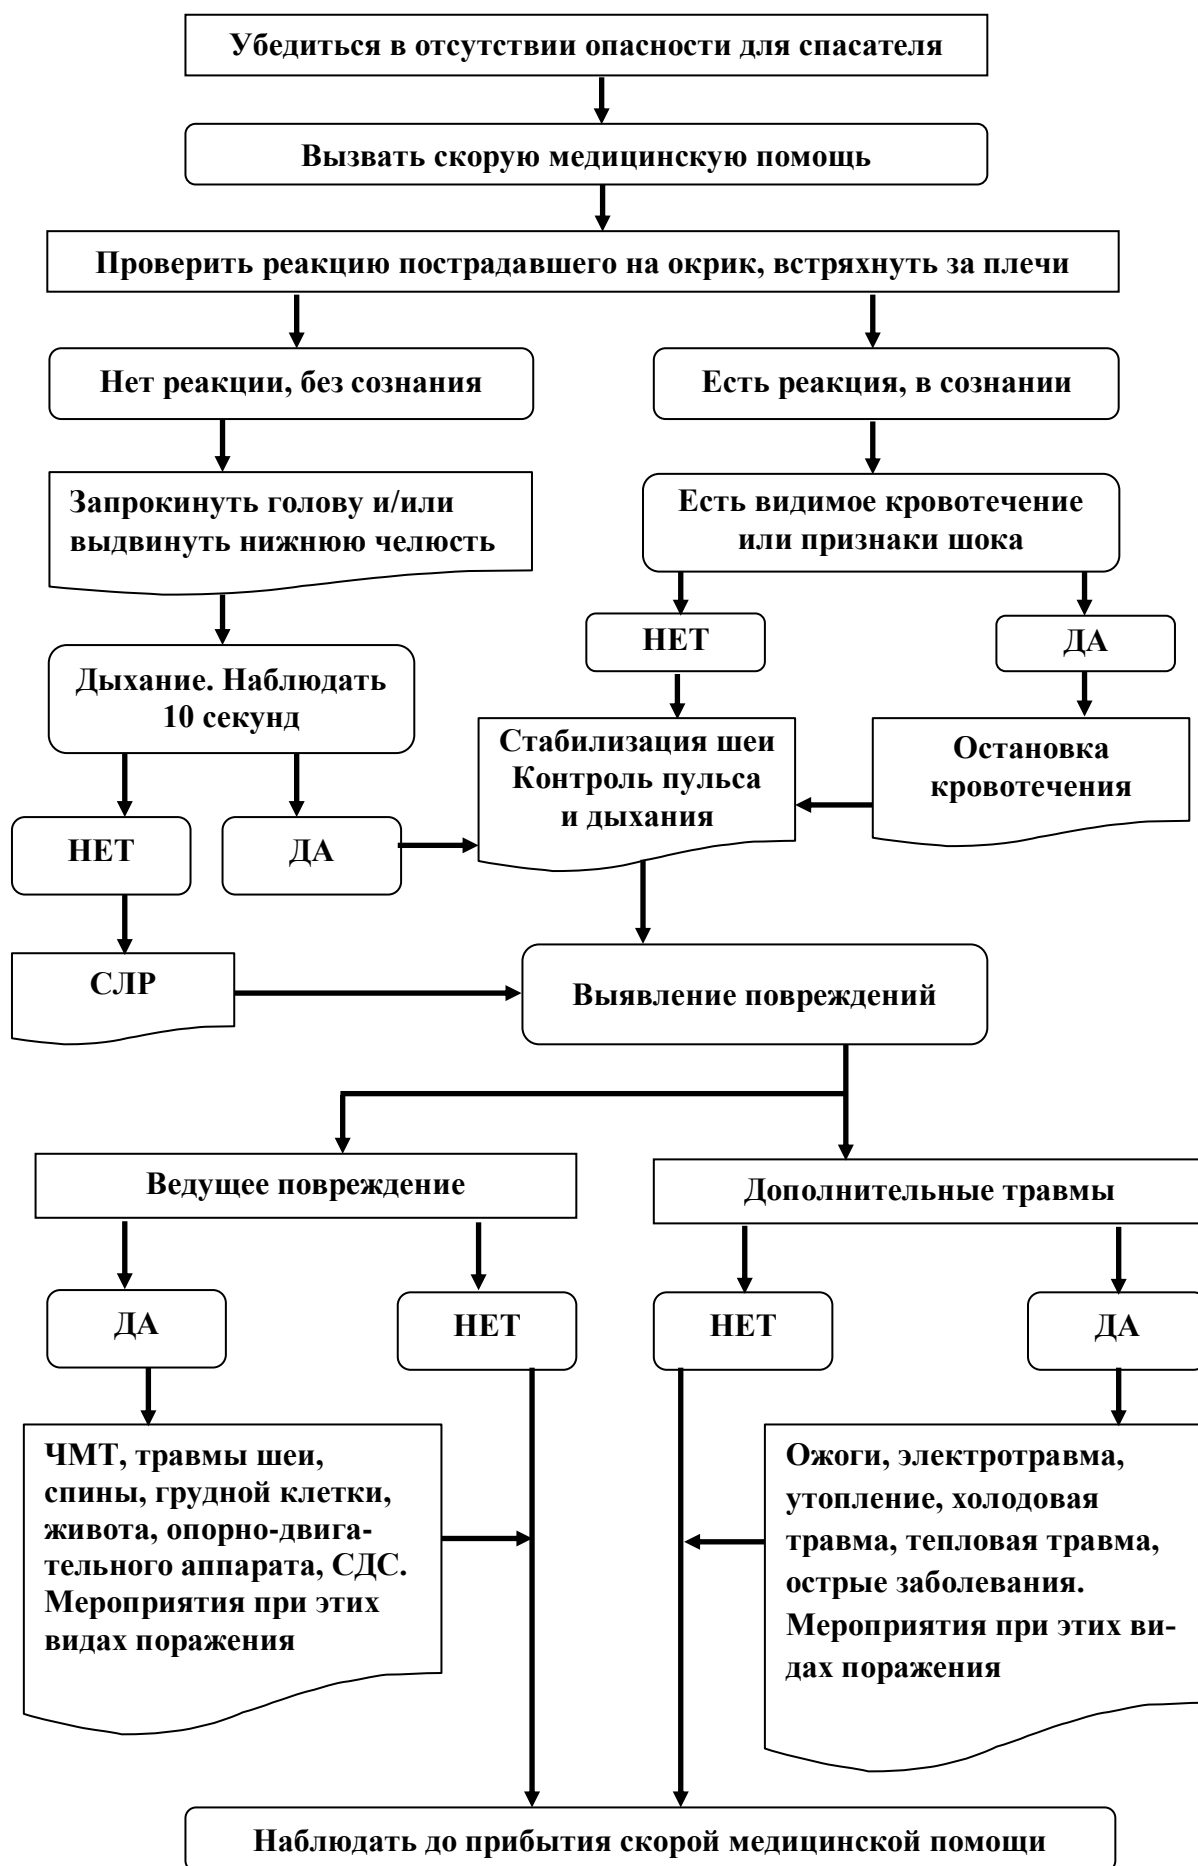 Убедиться в отсутствии опасности для спасателя
Вызвать скорую медицинскую помощь
Проверить реакцию пострадавшего на окрик, встряхнуть за плечи
Нет реакции, без сознания
Есть реакция, в сознании
Запрокинуть голову и/или
выдвинуть нижнюю челюсть
Есть видимое кровотечение
или признаки шока
НЕТ
ДА
Дыхание. Наблюдать
10 секунд
Стабилизация шеи
Контроль пульса
и дыхания
Остановка
кровотечения
НЕТ
ДА
СЛР
Выявление повреждений
Ведущее повреждение
Дополнительные травмы
ДА
НЕТ
НЕТ
ДА
ЧМТ, травмы шеи,
спины, грудной клетки,
живота, опорно-двига-
тельного аппарата, СДС.
Мероприятия при этих
видах поражения
Ожоги, электротравма,
утопление, холодовая
травма, тепловая травма,
острые заболевания.
Мероприятия при этих ви-
дах поражения
Наблюдать до прибытия скорой медицинской помощи